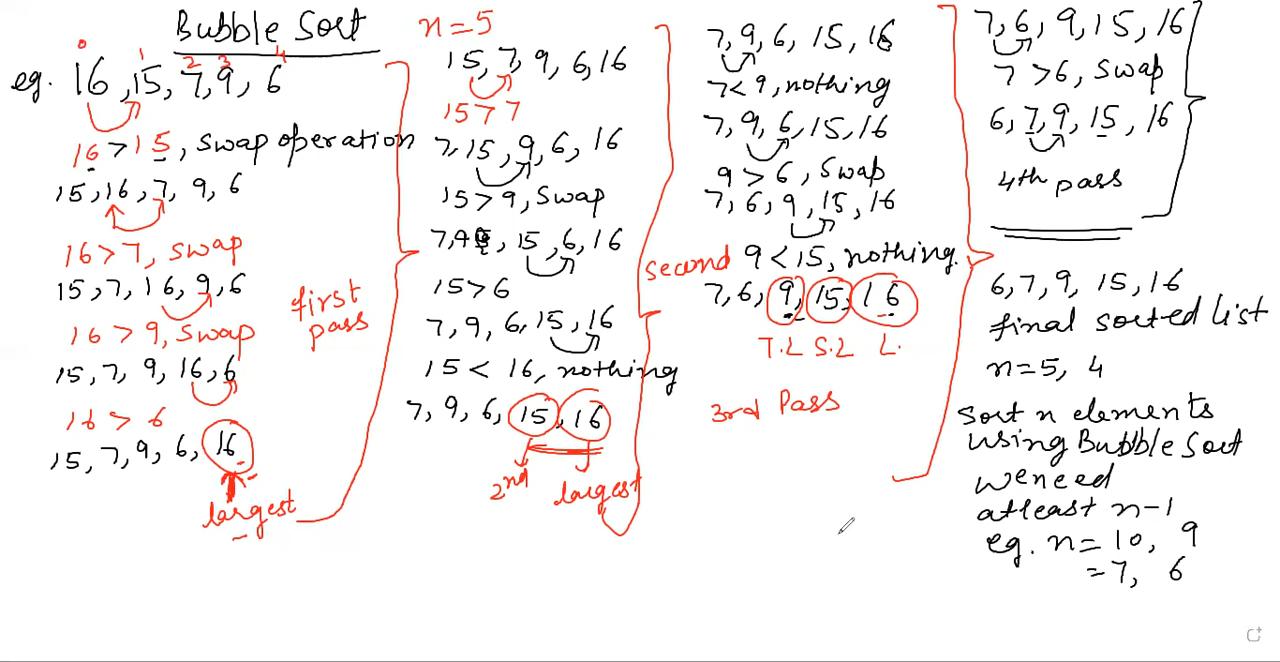 Bubble Sort
0 1 2 3 4
eg. 16, 15, 7, 9, 6
16 > 15, Swap operation
15, 16, 7, 9, 6
16 > 7, Swap
15, 7, 16, 9, 6
16 > 9, Swap
15, 7, 9, 16, 6
16 > 6
15, 7, 9, 6, 16
largest
first
pass
n = 5
15, 7, 9, 6, 16
15 > 7
7, 15, 9, 6, 16
15 > 9, Swap
7, 9, 15, 6, 16
15 > 6
7, 9, 6, 15, 16
15 < 16, nothing
7, 9, 6, 15, 16
2nd largest
second
7, 9, 6, 15, 16
7 < 9, nothing
7, 9, 6, 15, 16
9 > 6, Swap
7, 6, 9, 15, 16
9 < 15, nothing.
7, 6, 9, 15, 16
T.L S.L L.
3rd Pass
7, 6, 9, 15, 16
7 > 6, Swap
6, 7, 9, 15, 16
4th pass
6, 7, 9, 15, 16
final sorted list
n = 5, 4
Sort n elements
using Bubble Sort
we need
atleast n-1
eg. n = 10, 9
= 7, 6